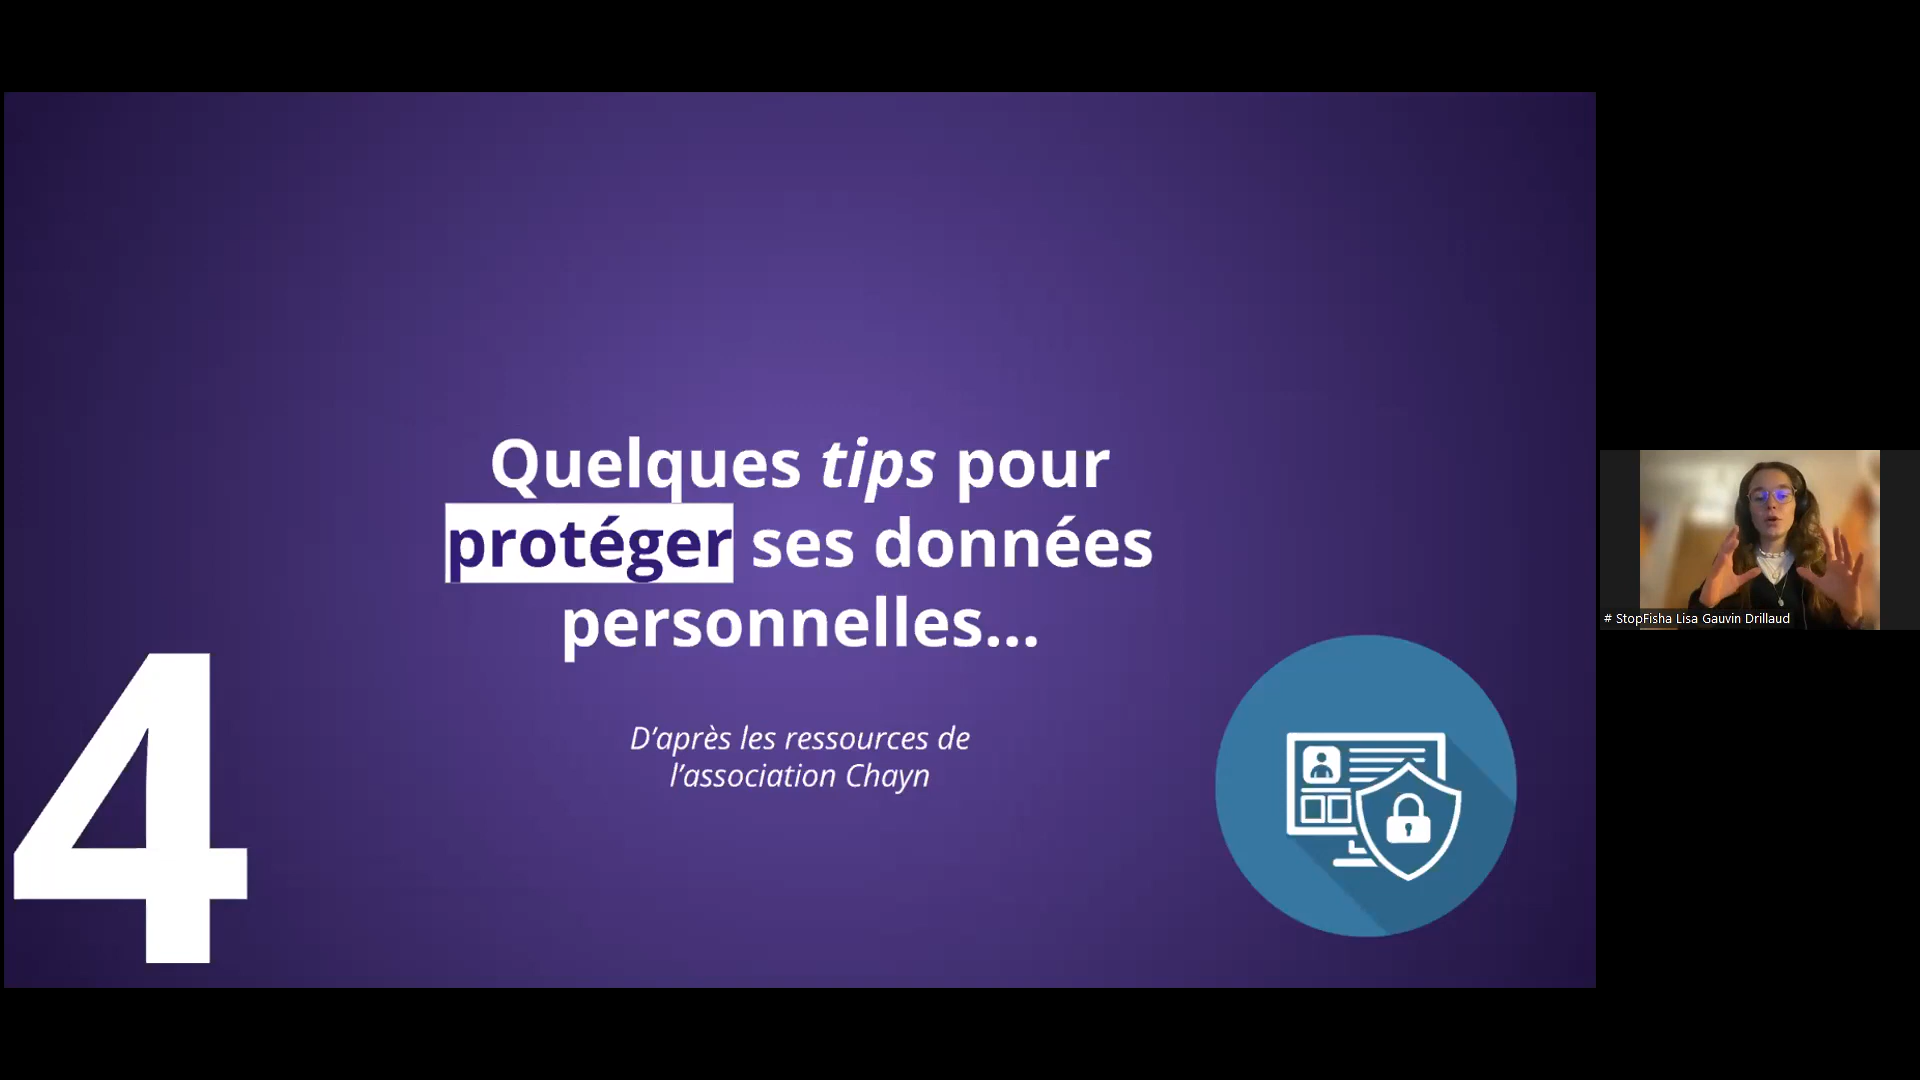 Quelques tips pour
protéger ses données
personnelles...
D’après les ressources de
l’association Chayn
4
# StopFisha Lisa Gauvin Drillaud